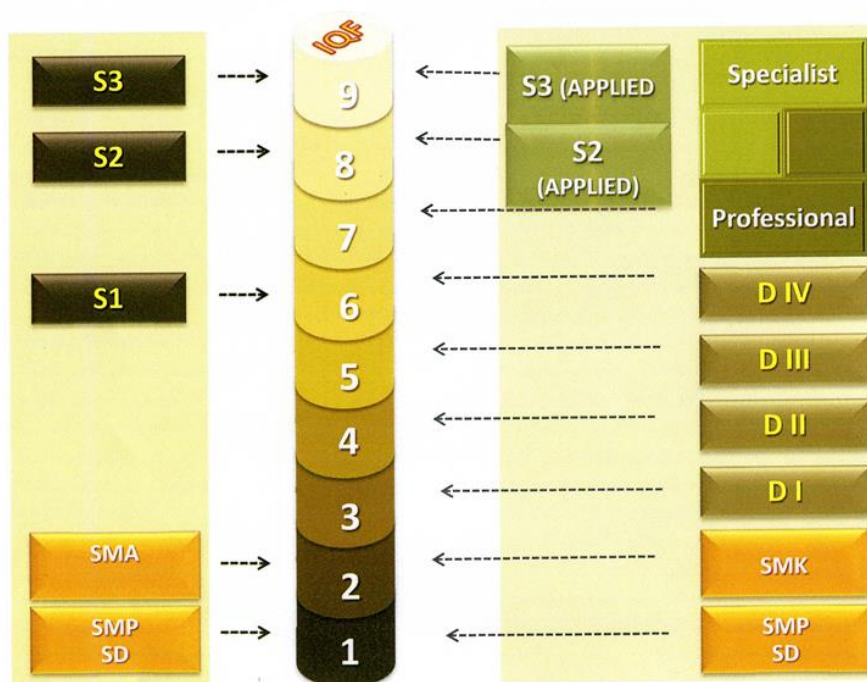 IQF
S3
S2
S1
SMA
SMP
SD
9
8
7
6
5
4
3
2
1
S3 (APPLIED
S2
(APPLIED)
Specialist
Professional
D IV
D III
D II
D I
SMK
SMP
SD